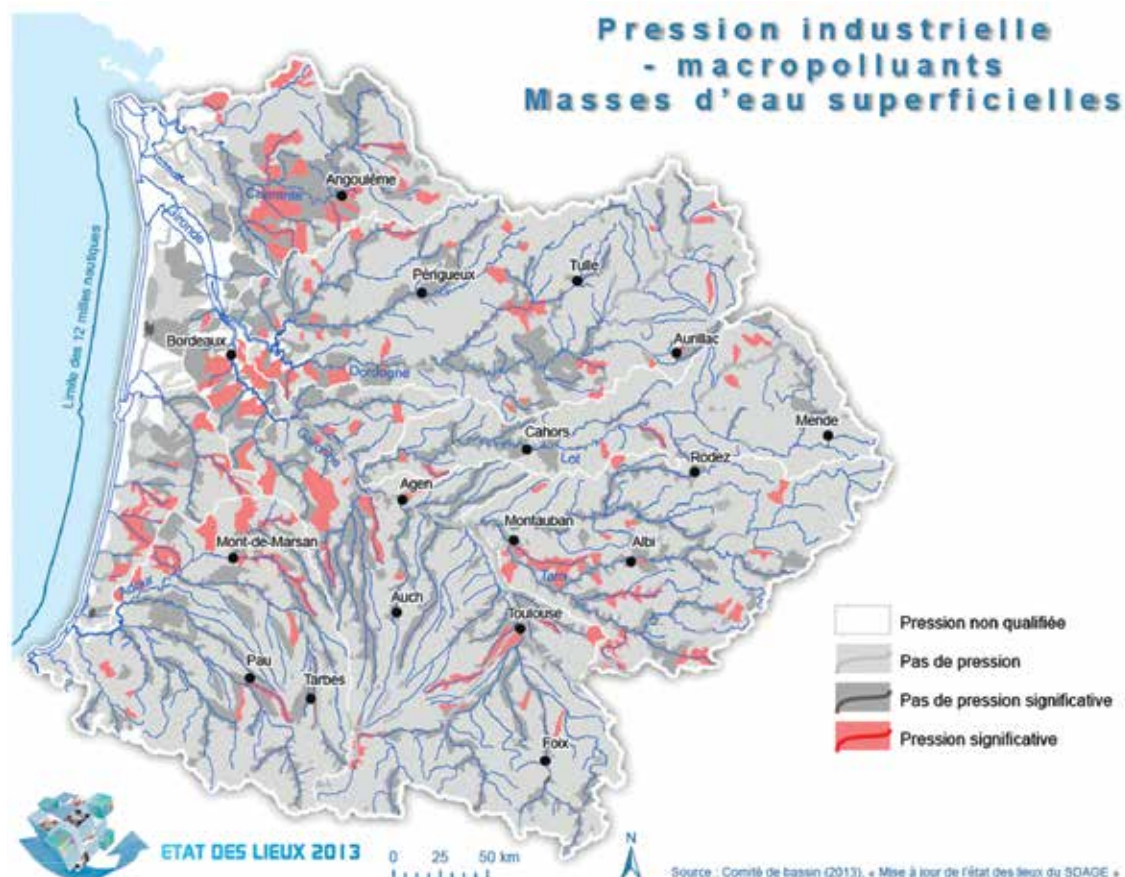 Pression industrielle
- macropolluants
Masses d'eau superficielles
Limite des 12 milles nautiques
Angoulême
Charente
Gironde
Périgueux
Tulle
Bordeaux
Aurillac
Dordogne
Mende
Cahors
Lot
Garonne
Rodez
Agen
Montauban
Albi
Mont-de-Marsan
Tarn
Adour
Auch
Toulouse
Pau
Tarbes
Foix
Pression non qualifiée
Pas de pression
Pas de pression significative
Pression significative
ETAT DES LIEUX 2013
0 25 50 km
N
Source : Comité de bassin (2013), « Mise à jour de l'état des lieux du SDAGE »